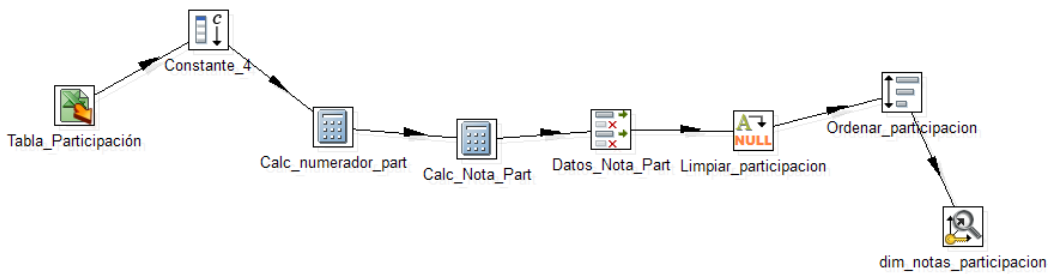 Constante_4
Tabla_Participación
Calc_numerador_part
Calc_Nota_Part
Datos_Nota_Part
Limpiar_participacion
Ordenar_participacion
dim_notas_participacion
C
A
NULL